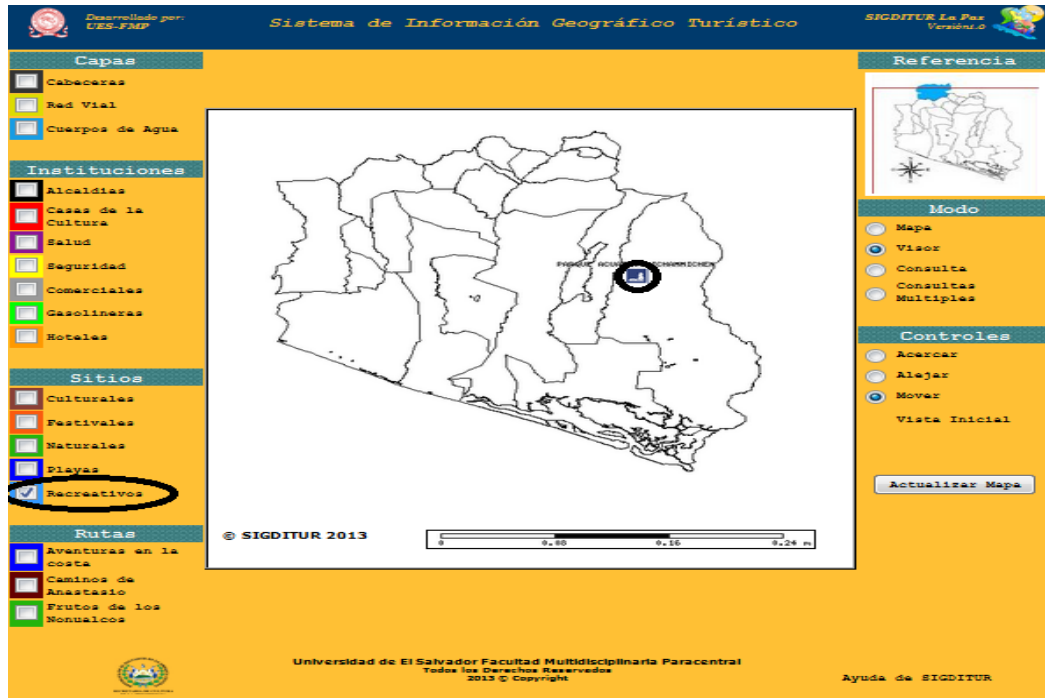 Desarrollado por:
UES-FMP
Sistema de Información Geográfico Turístico
SIGDITUR La Paz
Versión1.0
Capas
Cabeceras
Red Vial
Cuerpos de Agua
Instituciones
Alcaldias
Casas de la
Cultura
Salud
Seguridad
Comerciales
Gasolineras
Hoteles
Sitios
Culturales
Festivales
Naturales
Playas
Recreativos
Rutas
Aventuras en la
costa
Caminos de
Anastasio
Frutos de los
Nonualcos
PARQUE ICHAMMICHEN
© SIGDITUR 2013
0 0.08 0.16 0.24 m
Referencia
Modo
Mapa
Visor
Consulta
Consultas
Multiples
Controles
Acercar
Alejar
Mover
Vista Inicial
Actualizar Mapa
Universidad de El Salvador Facultad Multidisciplinaria Paracentral
Todos los Derechos Reservados
2013 © Copyright
Ayuda de SIGDITUR